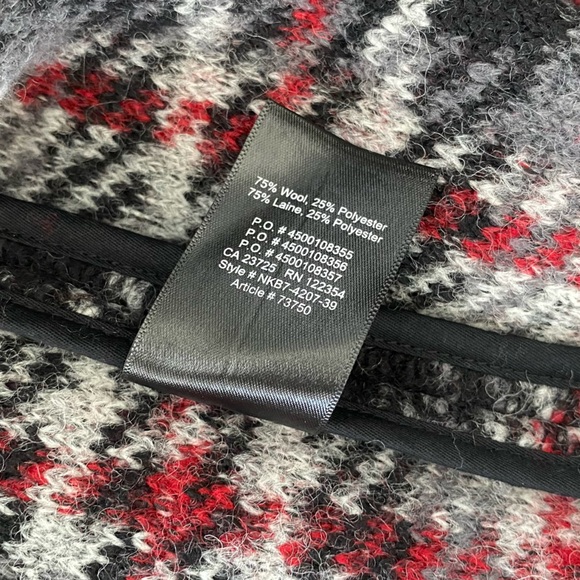 75% Wool, 25% Polyester
75% Laine, 25% Polyester
P.O. # 4500108355
P.O. # 4500108356
P.O. # 4500108357
CA 23725 RN 122354
Style # NKB7-4207-39
Article # 73750